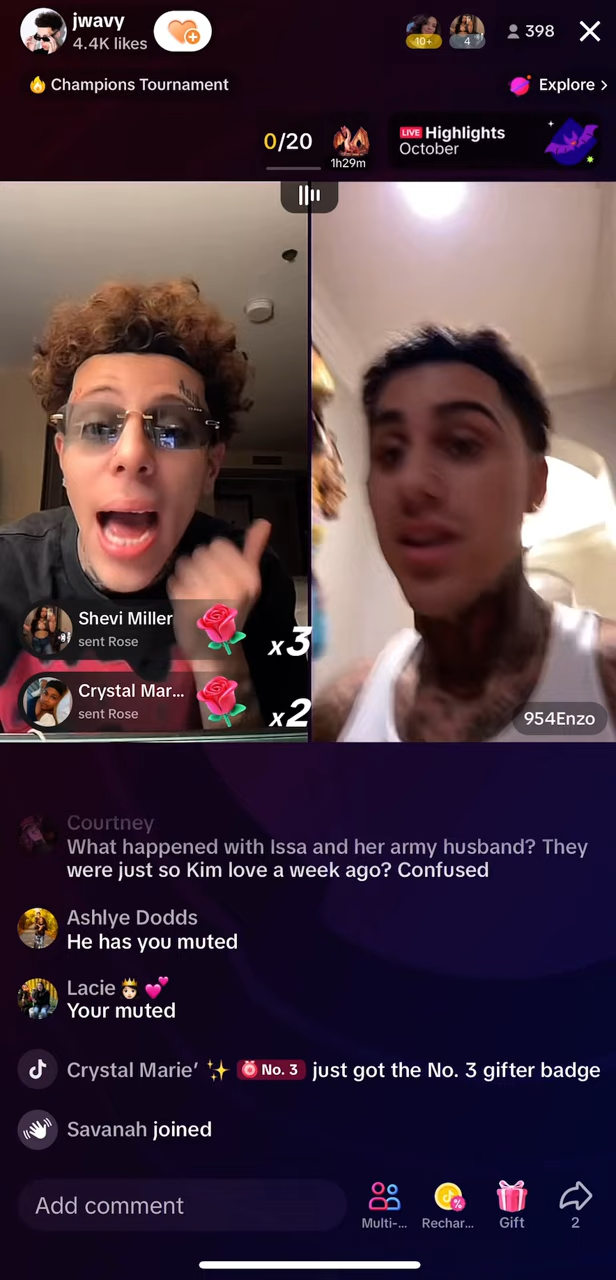 jwavy
4.4K likes
10+
4
398
Champions Tournament
Explore >
0/20
1h29m
LIVE Highlights
October
Shevi Miller
sent Rose
x3
Crystal Mar...
sent Rose
x2
954Enzo
Courtney
What happened with Issa and her army husband? They
were just so Kim love a week ago? Confused
Ashlye Dodds
He has you muted
Lacie 👸🏻 💕
Your muted
Crystal Marie’ ✨ No. 3 just got the No. 3 gifter badge
Savanah joined
Add comment
Multi-...
Rechar...
Gift
2